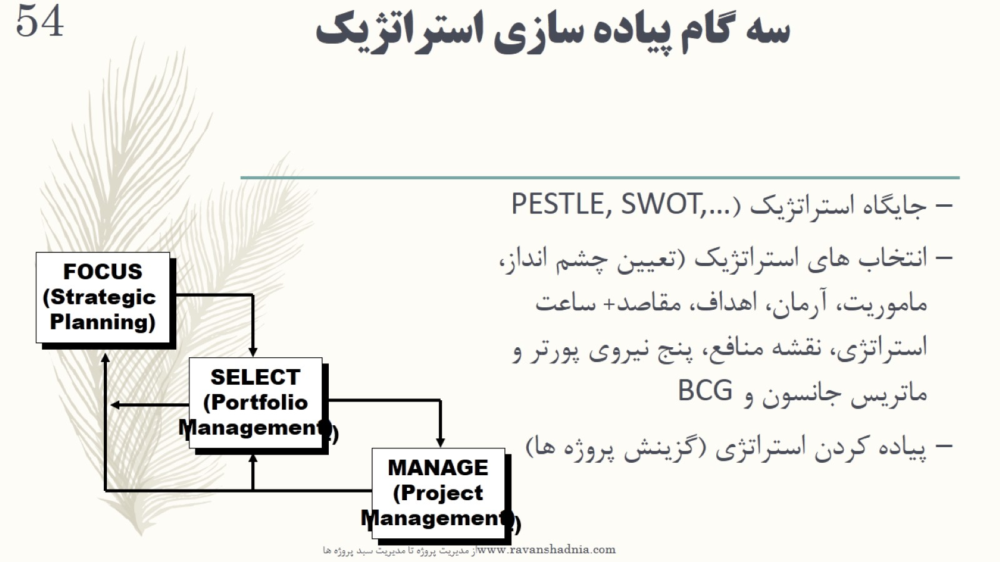 54
سه گام پیاده سازی استراتژیک
– جایگاه استراتژیک (PESTLE, SWOT,...
– انتخاب های استراتژیک (تعیین چشم انداز،
ماموریت، آرمان، اهداف، مقاصد+ ساعت
استراتژی، نقشه منافع، پنج نیروی پورتر و
ماتریس جانسون و BCG
– پیاده کردن استراتژی (گزینش پروژه ها)
FOCUS
(Strategic
Planning)
SELECT
(Portfolio
Management)
MANAGE
(Project
Management)
از مدیریت پروژه تا مدیریت سبد پروژه ها www.ravanshadnia.com